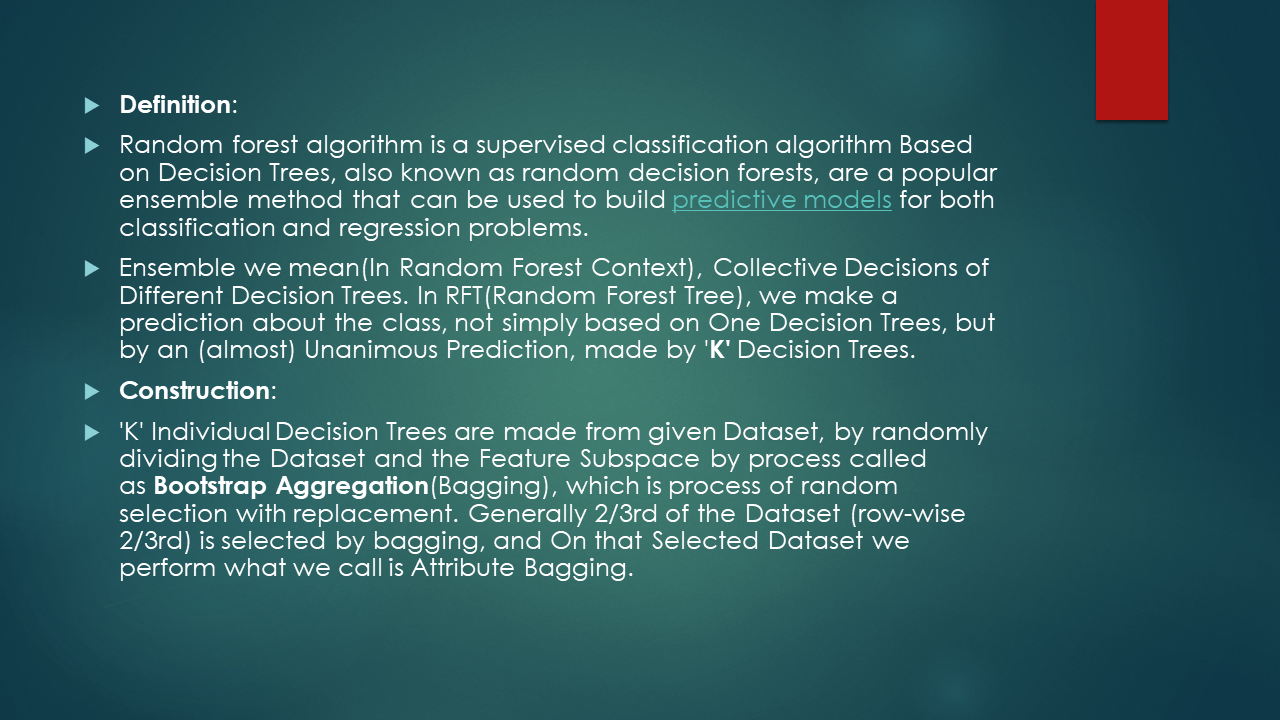 Definition:
Random forest algorithm is a supervised classification algorithm Based
on Decision Trees, also known as random decision forests, are a popular
ensemble method that can be used to build predictive models for both
classification and regression problems.
Ensemble we mean(In Random Forest Context), Collective Decisions of
Different Decision Trees. In RFT(Random Forest Tree), we make a
prediction about the class, not simply based on One Decision Trees, but
by an (almost) Unanimous Prediction, made by 'K' Decision Trees.
Construction:
'K' Individual Decision Trees are made from given Dataset, by randomly
dividing the Dataset and the Feature Subspace by process called
as Bootstrap Aggregation(Bagging), which is process of random
selection with replacement. Generally 2/3rd of the Dataset (row-wise
2/3rd) is selected by bagging, and On that Selected Dataset we
perform what we call is Attribute Bagging.